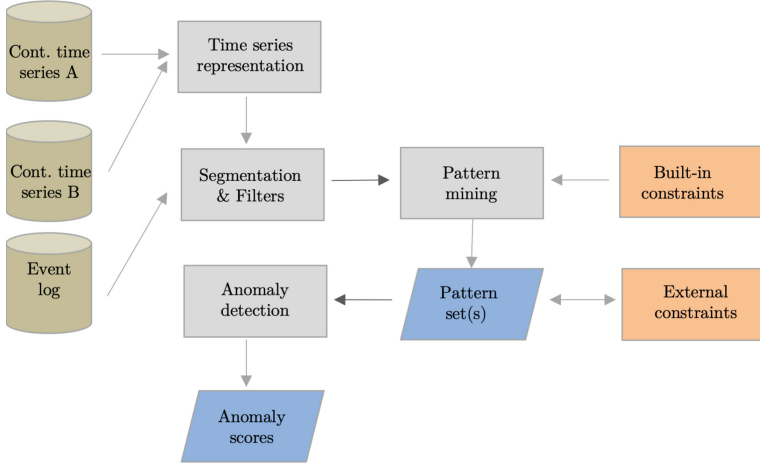 Cont. time
series A
Time series
representation
Cont. time
series B
Segmentation
& Filters
Pattern
mining
Built-in
constraints
Event
log
Anomaly
detection
Pattern
set(s)
External
constraints
Anomaly
scores